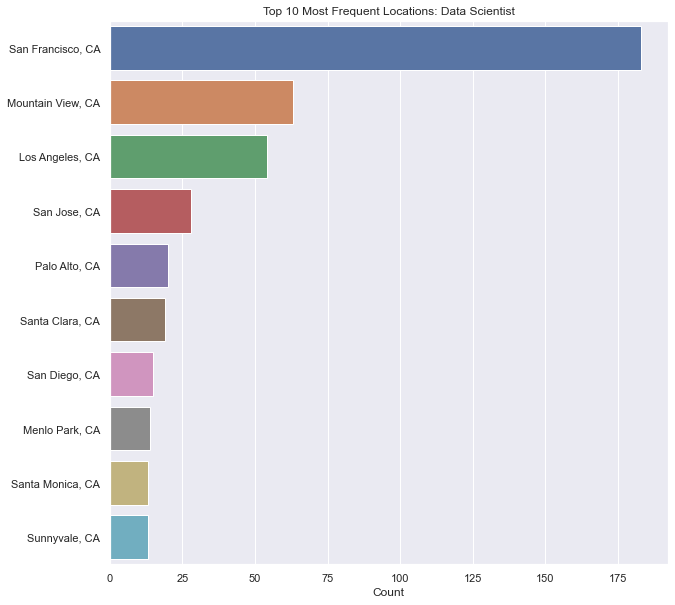 Top 10 Most Frequent Locations: Data Scientist
San Francisco, CA
Mountain View, CA
Los Angeles, CA
San Jose, CA
Palo Alto, CA
Santa Clara, CA
San Diego, CA
Menlo Park, CA
Santa Monica, CA
Sunnyvale, CA
0 25 50 75 100 125 150 175
Count